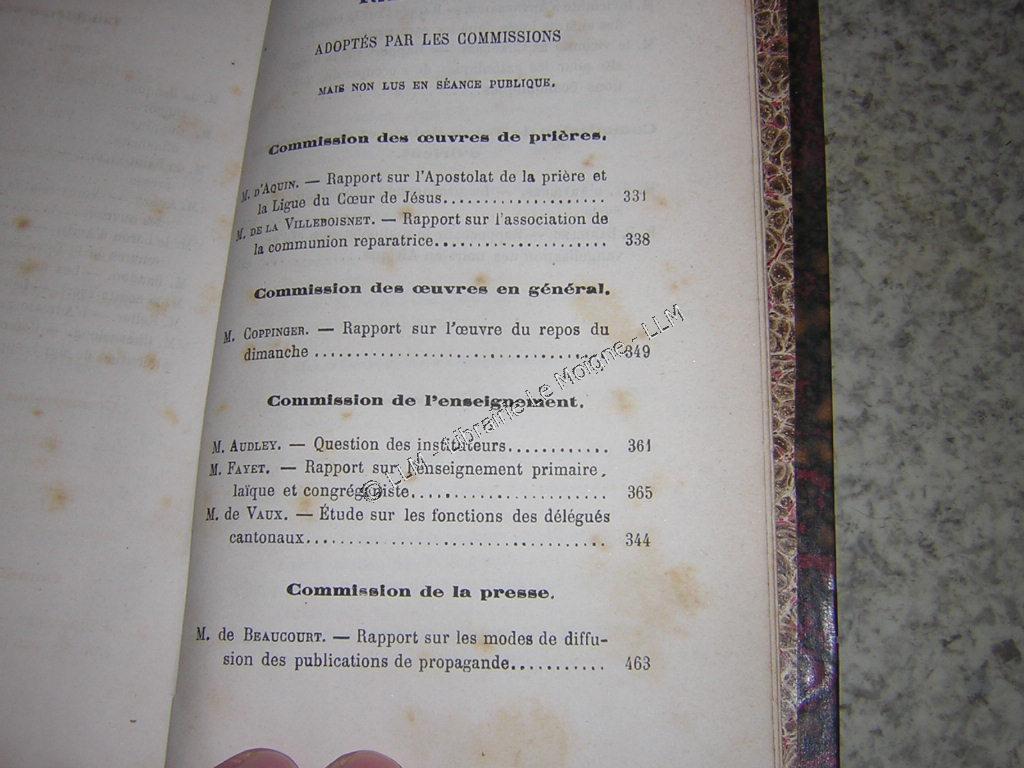 ADOPTÉS PAR LES COMMISSIONS
MAIS NON LUS EN SÉANCE PUBLIQUE.
Commission des œuvres de prières.
M. D'AQUIN. — Rapport sur l'Apostolat de la prière et
la Ligue du Cœur de Jésus.................... 331
M. DE LA VILLEBOISNET. — Rapport sur l'association de
la communion reparatrice..................... 338
Commission des œuvres en général.
M. COPPINGER. — Rapport sur l'œuvre du repos du
dimanche .................................... 349
Commission de l'enseignement.
M. AUDLEY. — Question des instituteurs............ 361
M. FAYET. — Rapport sur l'enseignement primaire,
laïque et congréganiste........................ 365
M. de VAUX. — Étude sur les fonctions des délégués
cantonaux..................................... 344
Commission de la presse.
M. de BEAUCOURT. — Rapport sur les modes de diffu-
sion des publications de propagande............ 463
© LLM - Librairie Le Moigne - LLM